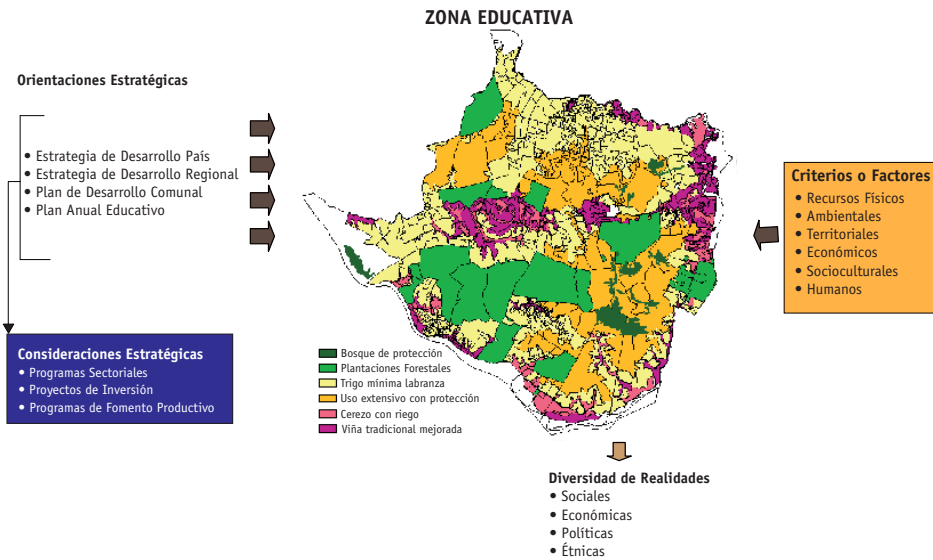 ZONA EDUCATIVA
Orientaciones Estratégicas
• Estrategia de Desarrollo País
• Estrategia de Desarrollo Regional
• Plan de Desarrollo Comunal
• Plan Anual Educativo
Consideraciones Estratégicas
• Programas Sectoriales
• Proyectos de Inversión
• Programas de Fomento Productivo
Bosque de protección
Plantaciones Forestales
Trigo mínima labranza
Uso extensivo con protección
Cerezo con riego
Viña tradicional mejorada
Criterios o Factores
• Recursos Físicos
• Ambientales
• Territoriales
• Económicos
• Socioculturales
• Humanos
Diversidad de Realidades
• Sociales
• Económicas
• Políticas
• Étnicas